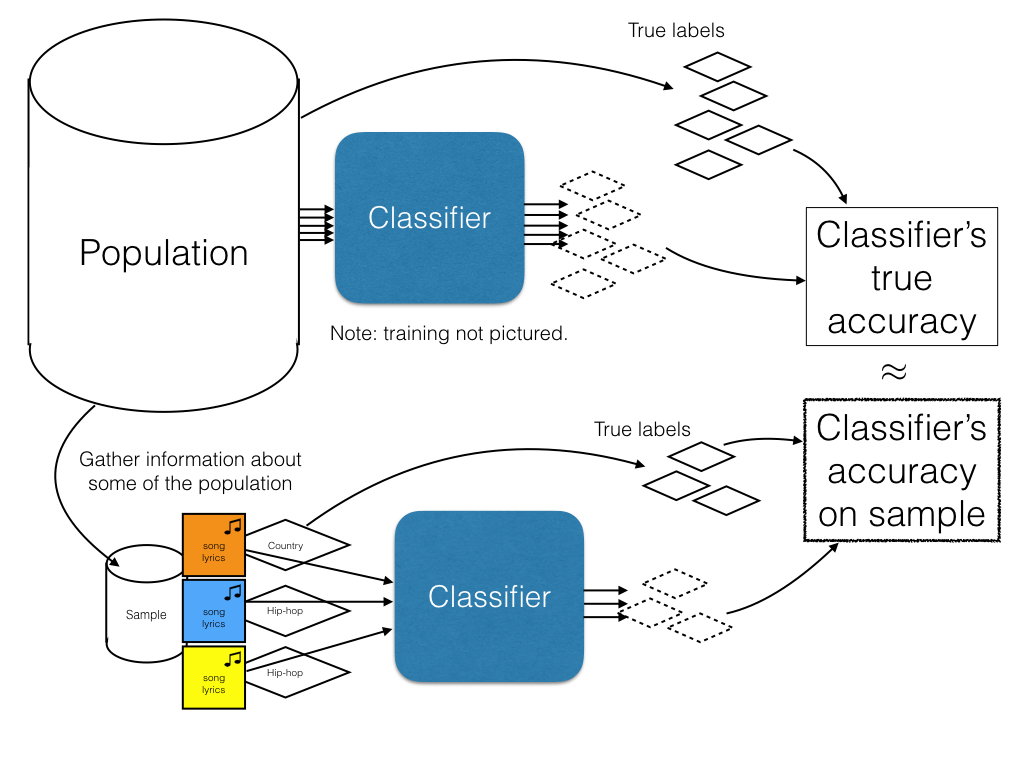 True labels
Population
Classifier
Classifier's
true
accuracy
Note: training not pictured.
≈
Gather information about
some of the population
True labels
Classifier's
accuracy
on sample
Sample
song
lyrics
Country
song
lyrics
Hip-hop
song
lyrics
Hip-hop
Classifier